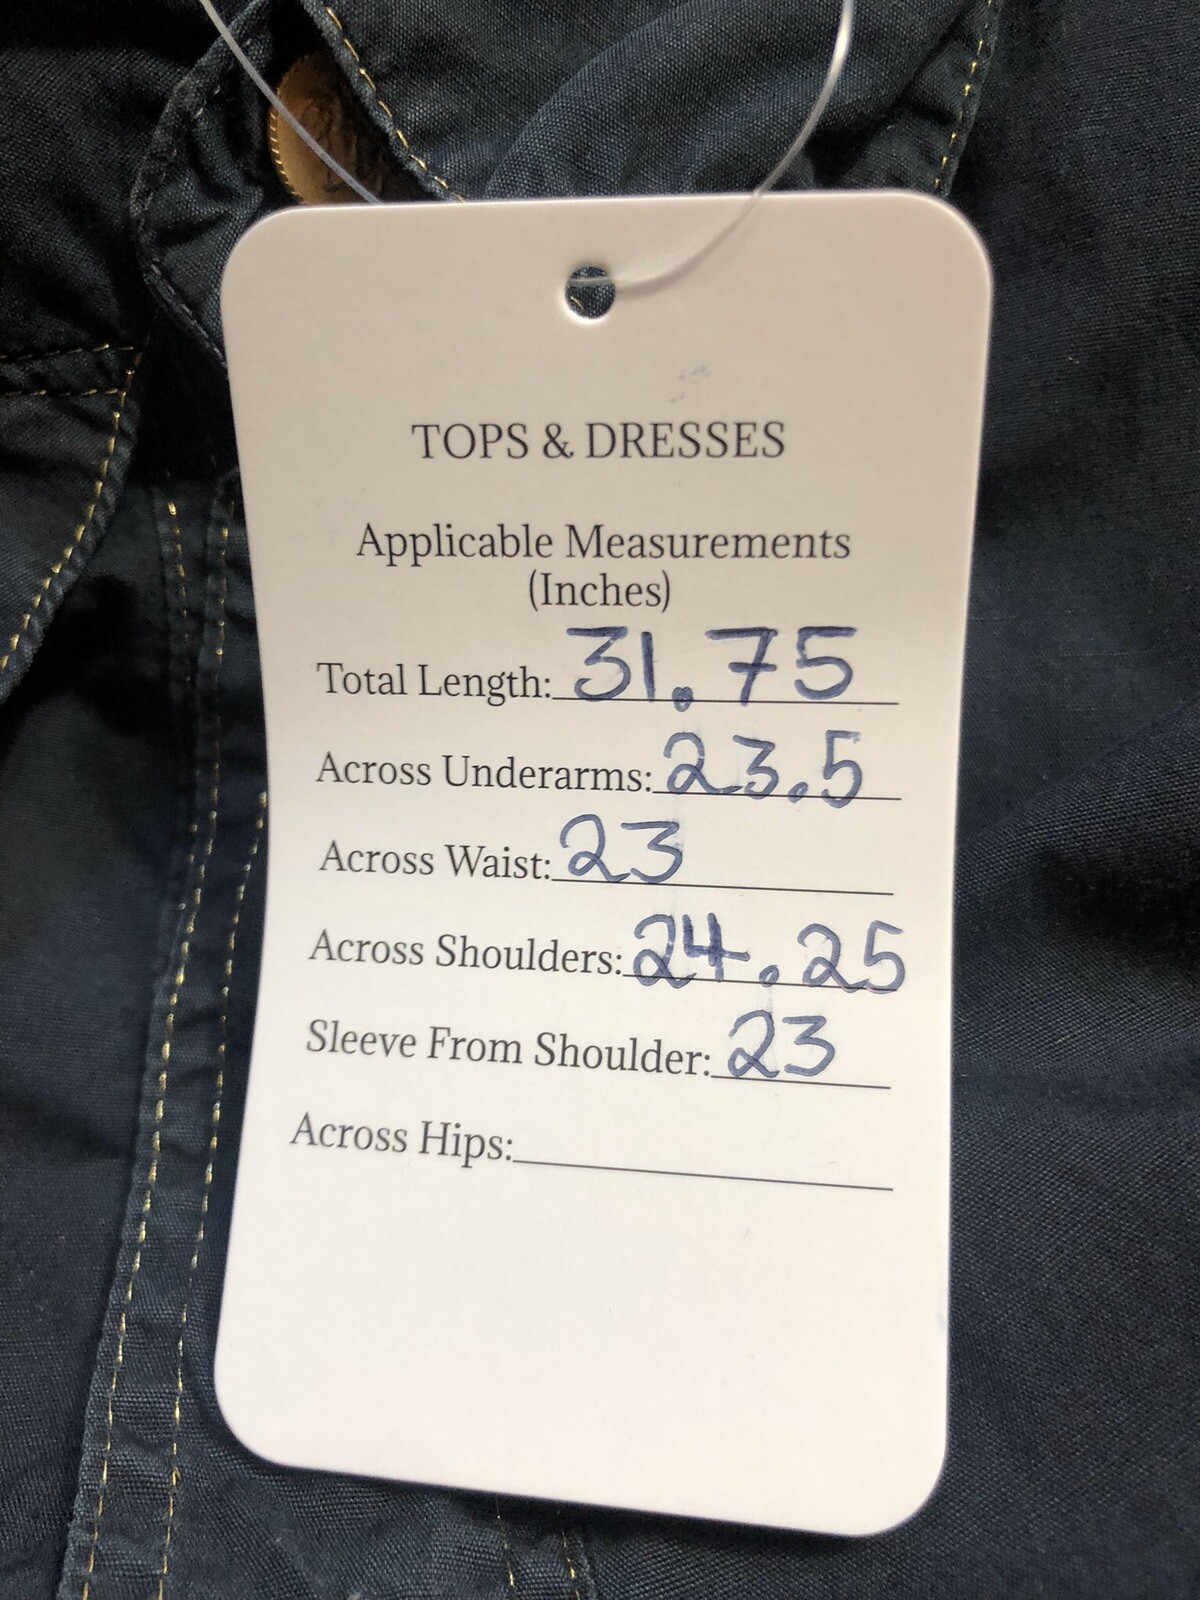 TOPS & DRESSES
Applicable Measurements
(Inches)
Total Length: 31.75
Across Underarms: 23.5
Across Waist: 23
Across Shoulders: 24.25
Sleeve From Shoulder: 23
Across Hips: